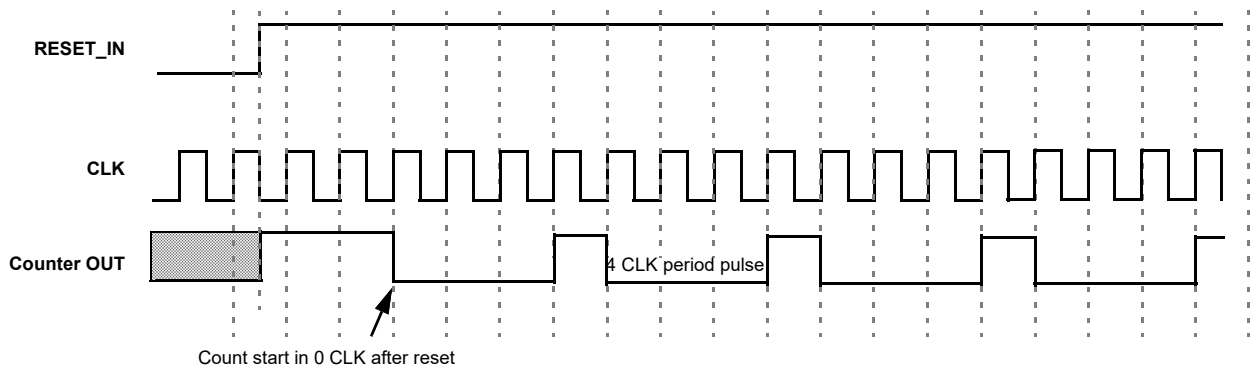 RESET_IN
CLK
Counter OUT
4 CLK period pulse
Count start in 0 CLK after reset